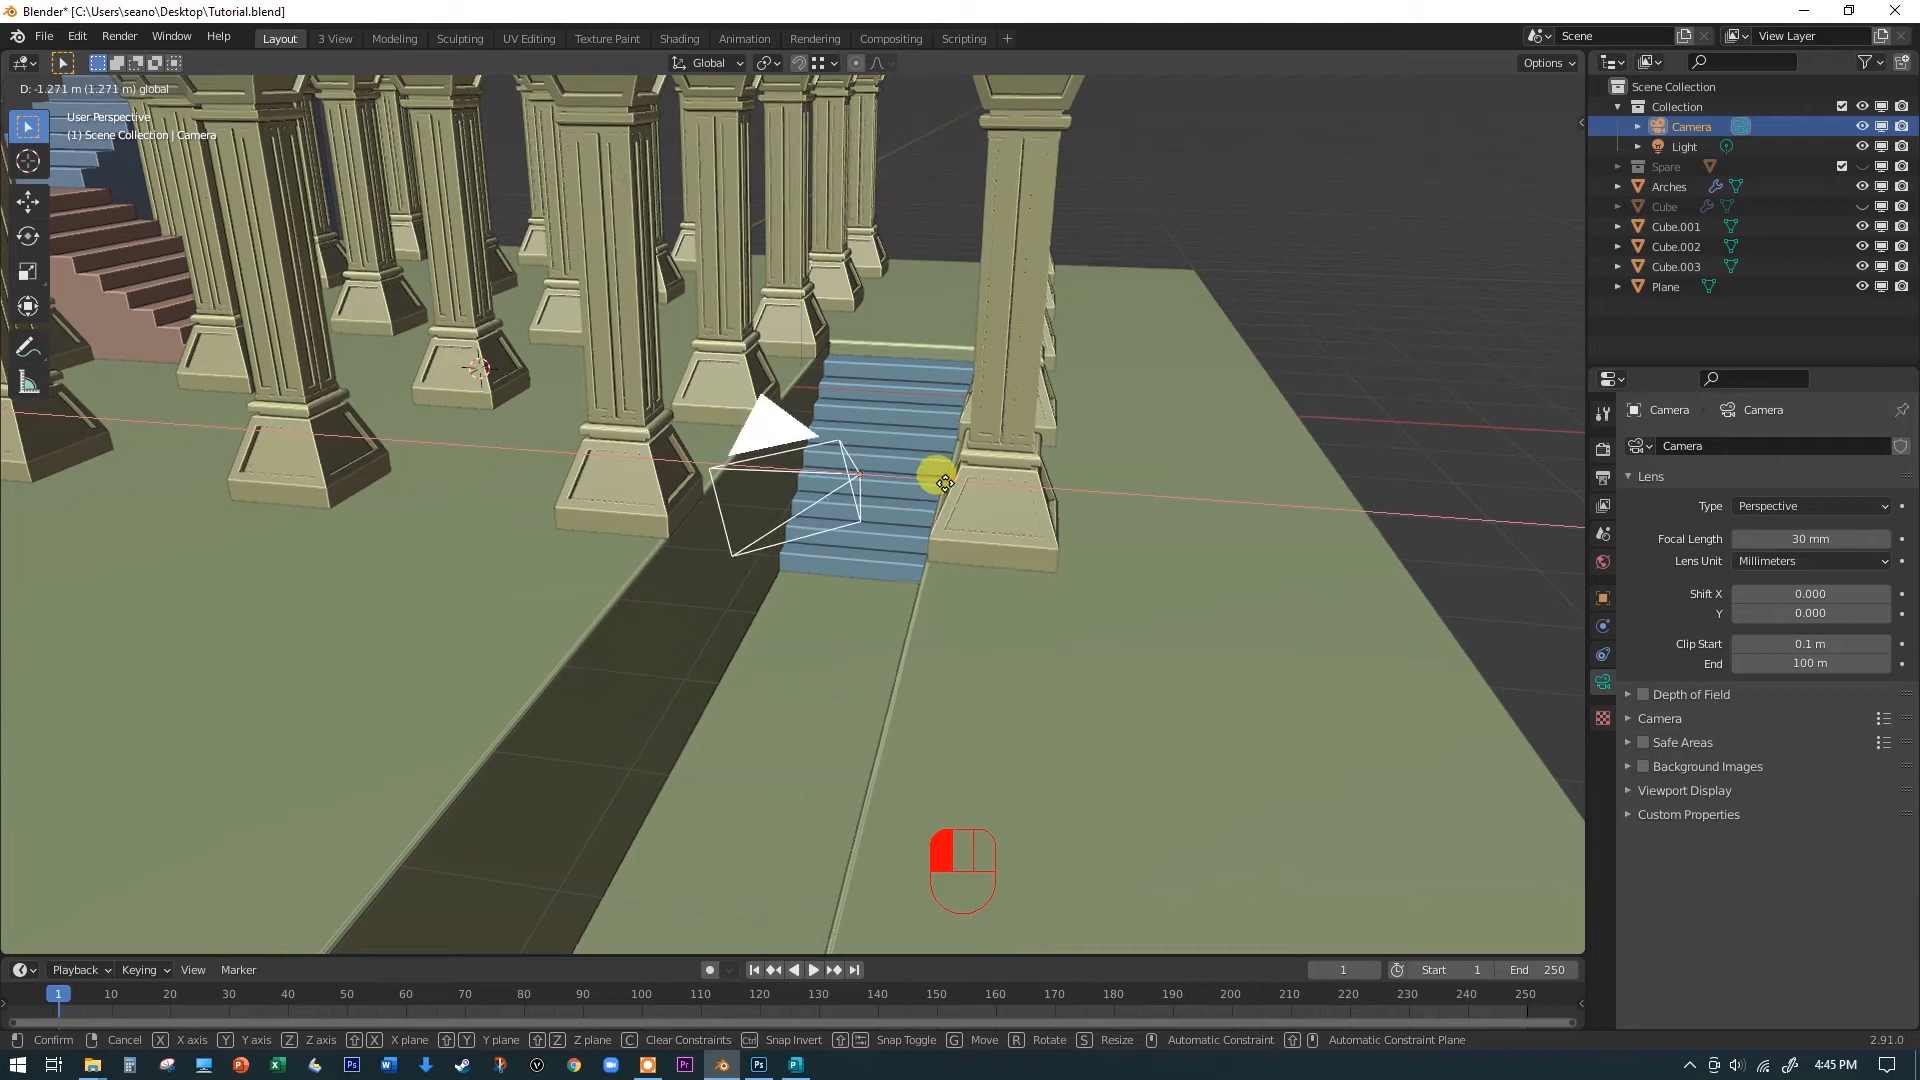 Blender* [C:\Users\seano\Desktop\Tutorial.blend]
File Edit Render Window Help Layout 3 View Modeling Sculpting UV Editing Texture Paint Shading Animation Rendering Compositing Scripting + Scene View Layer
Global Options
D: -1.271 m (1.271 m) global
User Perspective
(1) Scene Collection | Camera
Scene Collection
Collection
Camera
Light
Spare
Arches
Cube
Cube.001
Cube.002
Cube.003
Plane
Camera Camera
Camera
Lens
Type Perspective
Focal Length 30 mm
Lens Unit Millimeters
Shift X 0.000
Y 0.000
Clip Start 0.1 m
End 100 m
Depth of Field
Camera
Safe Areas
Background Images
Viewport Display
Custom Properties
Playback Keying View Marker 1 Start 1 End 250
1 10 20 30 40 50 60 70 80 90 100 110 120 130 140 150 160 170 180 190 200 210 220 230 240 250
Confirm Cancel X X axis Y Y axis Z Z axis X X plane Y Y plane Z Z plane C Clear Constraints Ctrl Snap Invert Snap Toggle G Move R Rotate S Resize Automatic Constraint Automatic Constraint Plane 2.91.0
4:45 PM